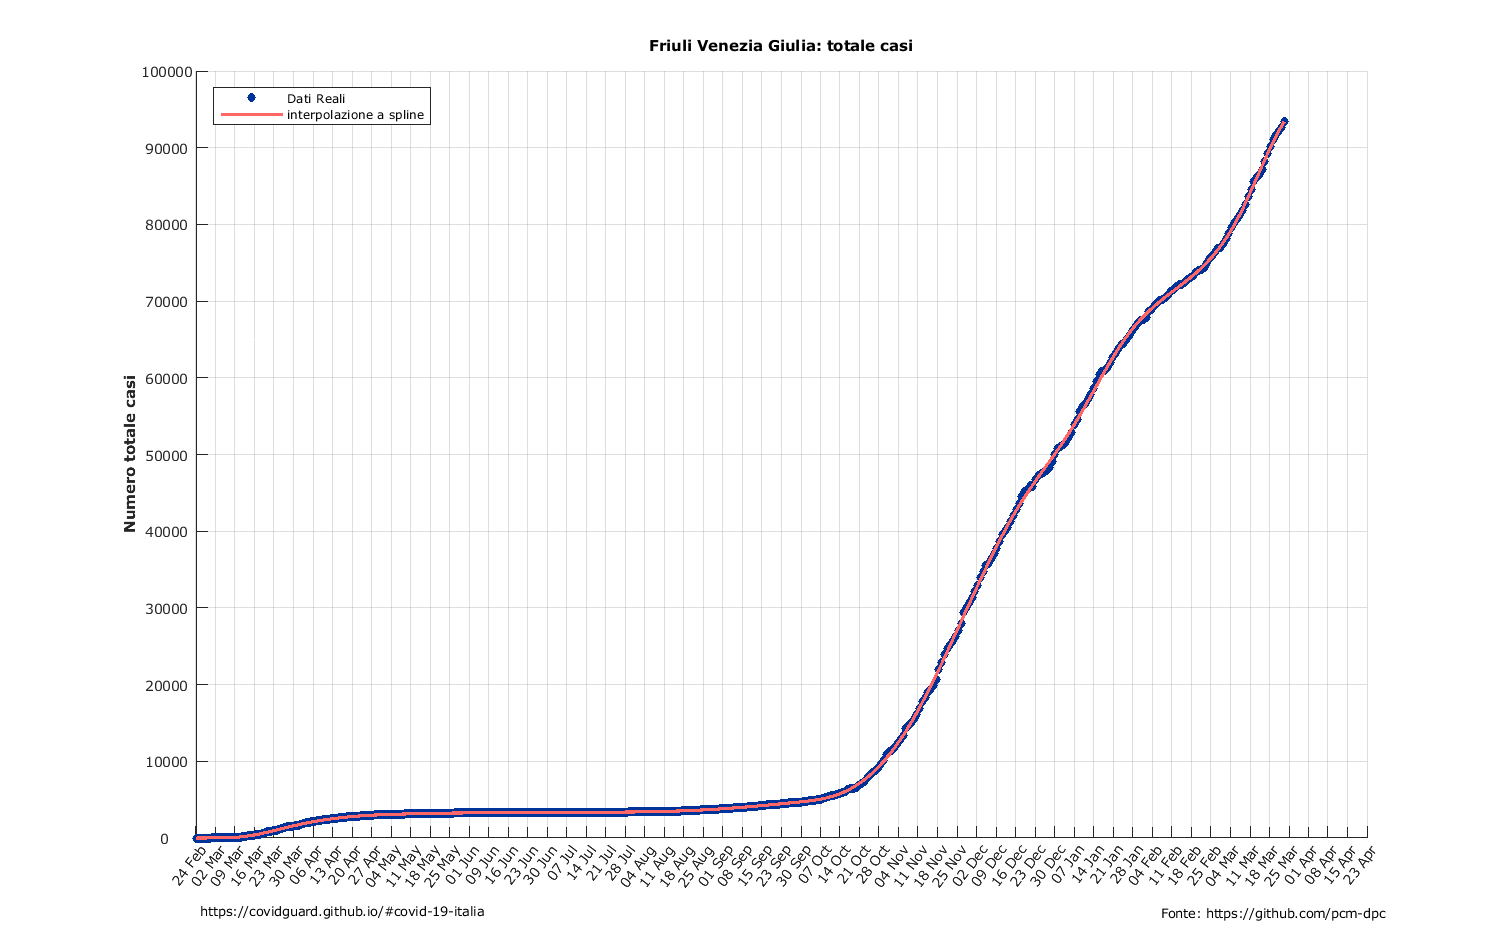 Friuli Venezia Giulia: totale casi
100000
90000
80000
70000
60000
50000
40000
30000
20000
10000
0
Numero totale casi
Dati Reali
interpolazione a spline
24 Feb
02 Mar
09 Mar
16 Mar
23 Mar
30 Mar
06 Apr
13 Apr
20 Apr
27 Apr
04 May
11 May
18 May
25 May
01 Jun
09 Jun
16 Jun
23 Jun
30 Jun
07 Jul
14 Jul
21 Jul
28 Jul
04 Aug
11 Aug
18 Aug
25 Aug
01 Sep
08 Sep
15 Sep
23 Sep
30 Sep
07 Oct
14 Oct
21 Oct
28 Oct
04 Nov
11 Nov
18 Nov
25 Nov
02 Dec
09 Dec
16 Dec
23 Dec
30 Dec
07 Jan
14 Jan
21 Jan
28 Jan
04 Feb
11 Feb
18 Feb
25 Feb
04 Mar
11 Mar
18 Mar
25 Mar
01 Apr
08 Apr
15 Apr
23 Apr
https://covidguard.github.io/#covid-19-italia
Fonte: https://github.com/pcm-dpc